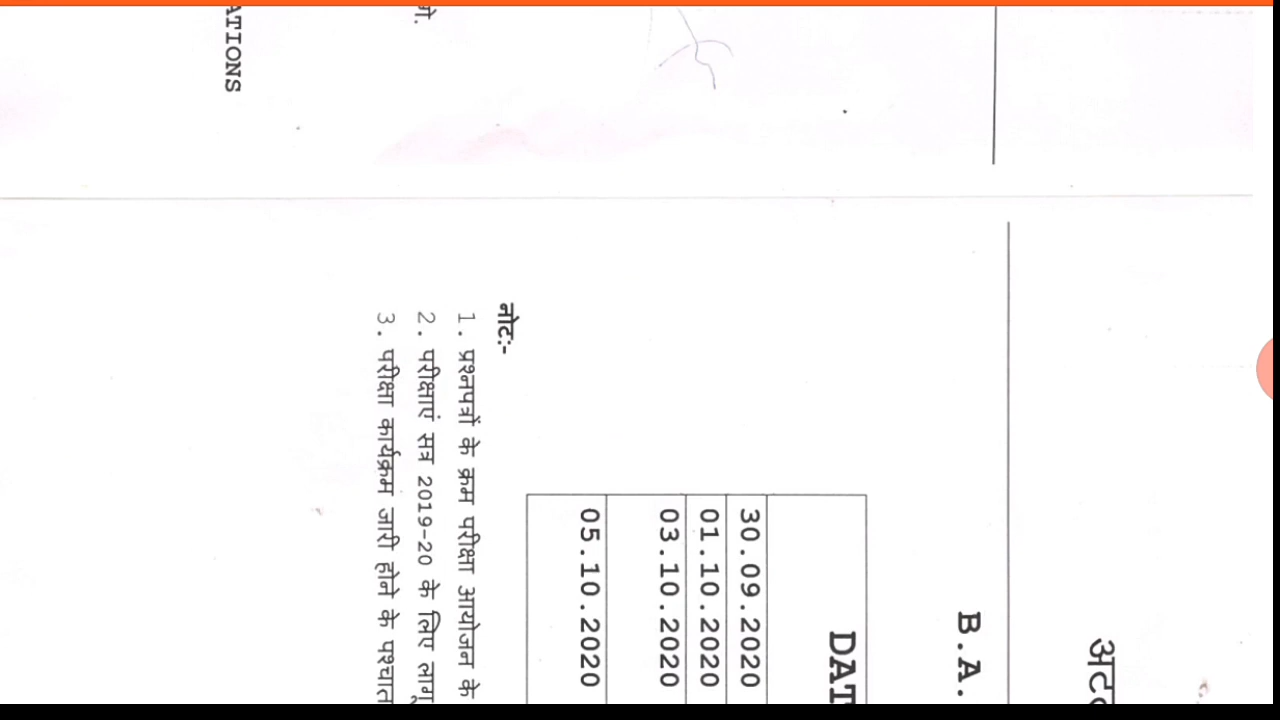 ATIONS
गे.
अटल
B.A.
DAT
30.09.2020
01.10.2020
03.10.2020
05.10.2020
नोटः-
1. प्रश्नपत्रों के क्रम परीक्षा आयोजन के
2. परीक्षाएं सत्र 2019-20 के लिए लागू
3. परीक्षा कार्यक्रम जारी होने के पश्चात